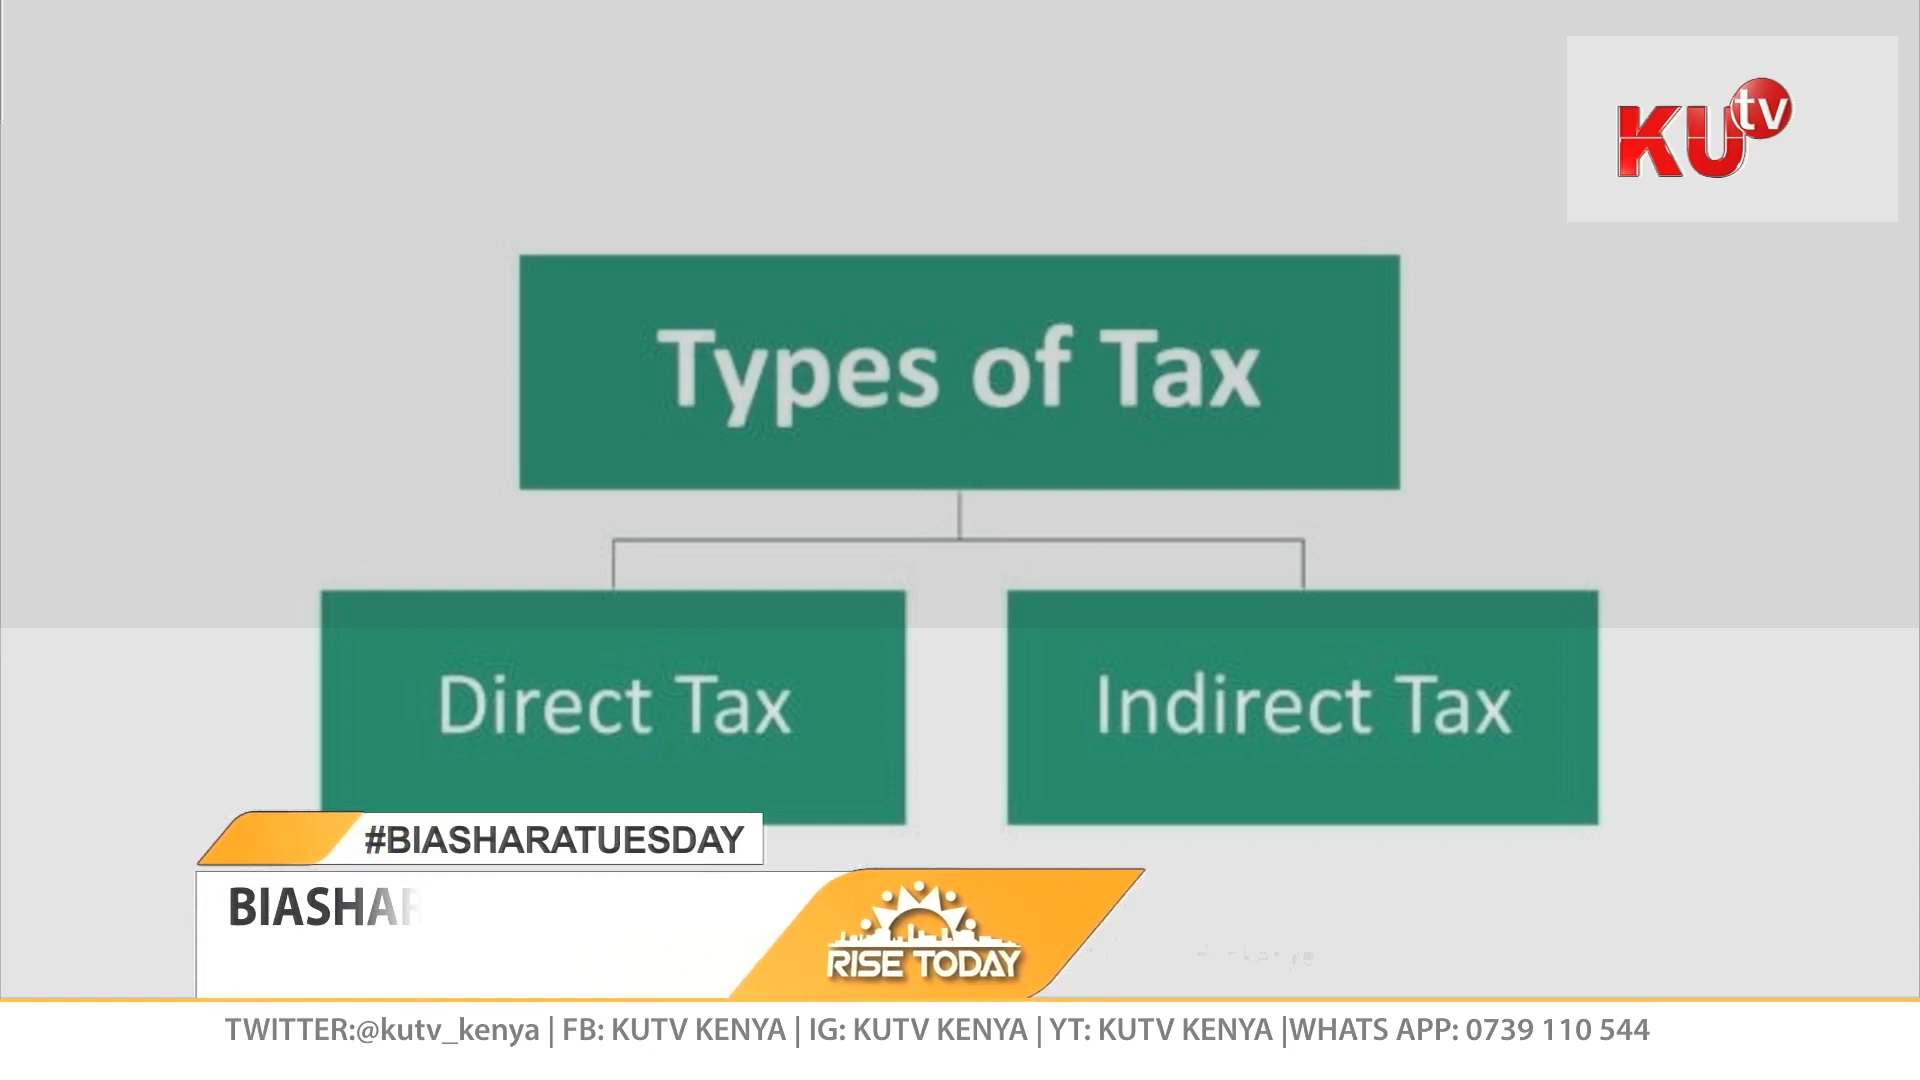 KU tv
Types of Tax
Direct Tax
Indirect Tax
#BIASHARATUESDAY
BIASHAR
RISE TODAY
TWITTER:@kutv_kenya | FB: KUTV KENYA | IG: KUTV KENYA | YT: KUTV KENYA |WHATS APP: 0739 110 544